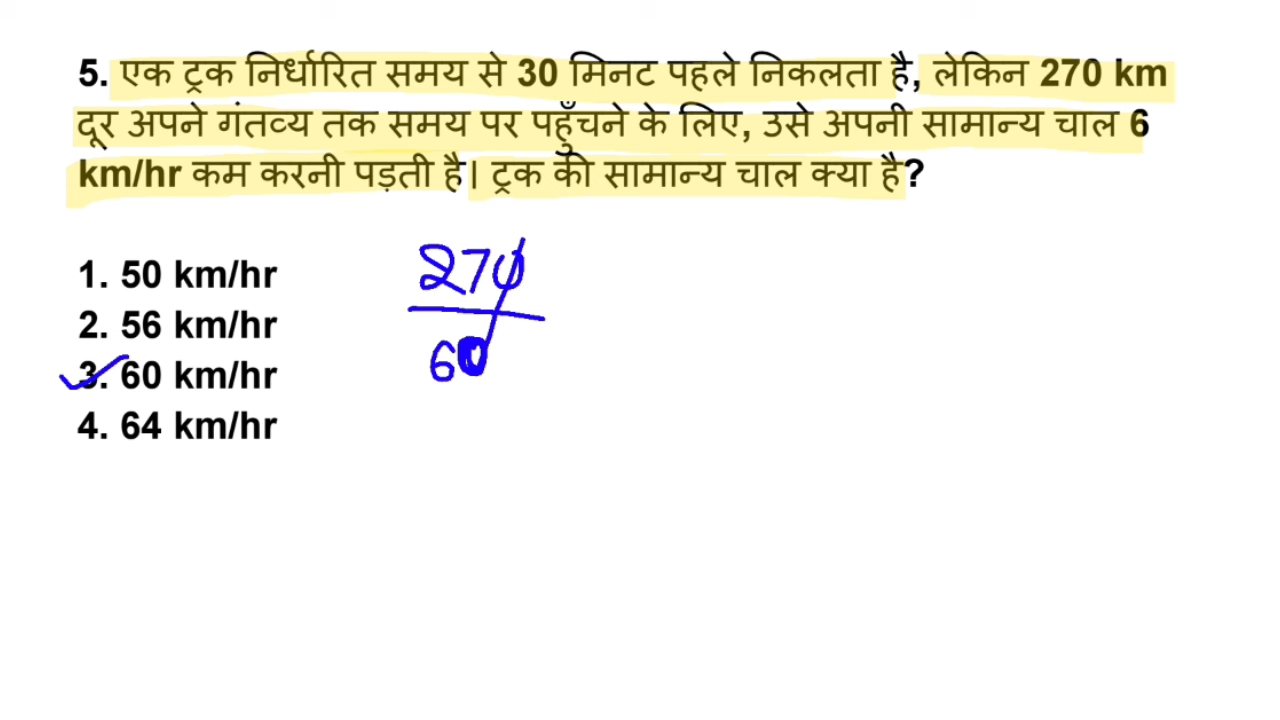 5. एक ट्रक निर्धारित समय से 30 मिनट पहले निकलता है, लेकिन 270 km
दूर अपने गंतव्य तक समय पर पहुँचने के लिए, उसे अपनी सामान्य चाल 6
km/hr कम करनी पड़ती है। ट्रक की सामान्य चाल क्या है?
1. 50 km/hr
2. 56 km/hr
3. 60 km/hr
4. 64 km/hr
270
60